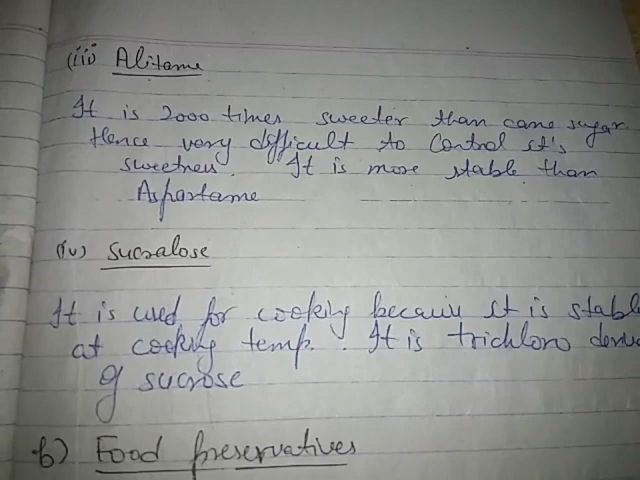 (iii) Alitame
It is 2000 times sweeter than cane sugar
Hence very difficult to Control it's
sweetness. It is more stable than
Aspartame
(iv) Sucralose
It is used for cooking because it is stable
at cooking temp. It is trichloro deriva
of sucrose
b) Food preservatives